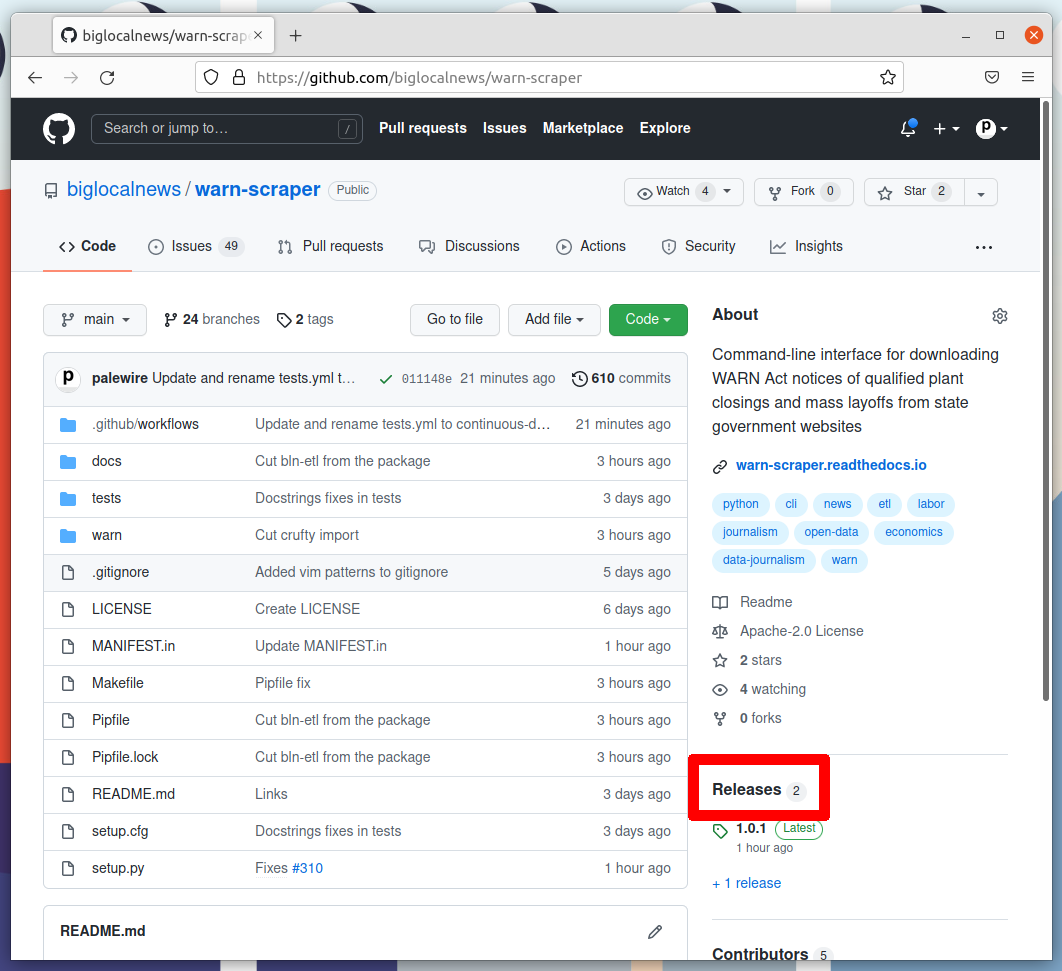 biglocalnews/warn-scrap
https://github.com/biglocalnews/warn-scraper
Search or jump to… / Pull requests Issues Marketplace Explore
biglocalnews / warn-scraper Public Watch 4 Fork 0 Star 2
Code Issues 49 Pull requests Discussions Actions Security Insights ...
main 24 branches 2 tags Go to file Add file Code
palewire Update and rename tests.yml t… 011148e 21 minutes ago 610 commits
.github/workflows Update and rename tests.yml to continuous-d… 21 minutes ago
docs Cut bln-etl from the package 3 hours ago
tests Docstrings fixes in tests 3 days ago
warn Cut crufty import 3 hours ago
.gitignore Added vim patterns to gitignore 5 days ago
LICENSE Create LICENSE 6 days ago
MANIFEST.in Update MANIFEST.in 1 hour ago
Makefile Pipfile fix 3 hours ago
Pipfile Cut bln-etl from the package 3 hours ago
Pipfile.lock Cut bln-etl from the package 3 hours ago
README.md Links 3 days ago
setup.cfg Docstrings fixes in tests 3 days ago
setup.py Fixes #310 1 hour ago
README.md
About
Command-line interface for downloading
WARN Act notices of qualified plant
closings and mass layoffs from state
government websites
warn-scraper.readthedocs.io
python cli news etl labor
journalism open-data economics
data-journalism warn
Readme
Apache-2.0 License
2 stars
4 watching
0 forks
Releases 2
1.0.1 Latest
1 hour ago
+ 1 release
Contributors 5